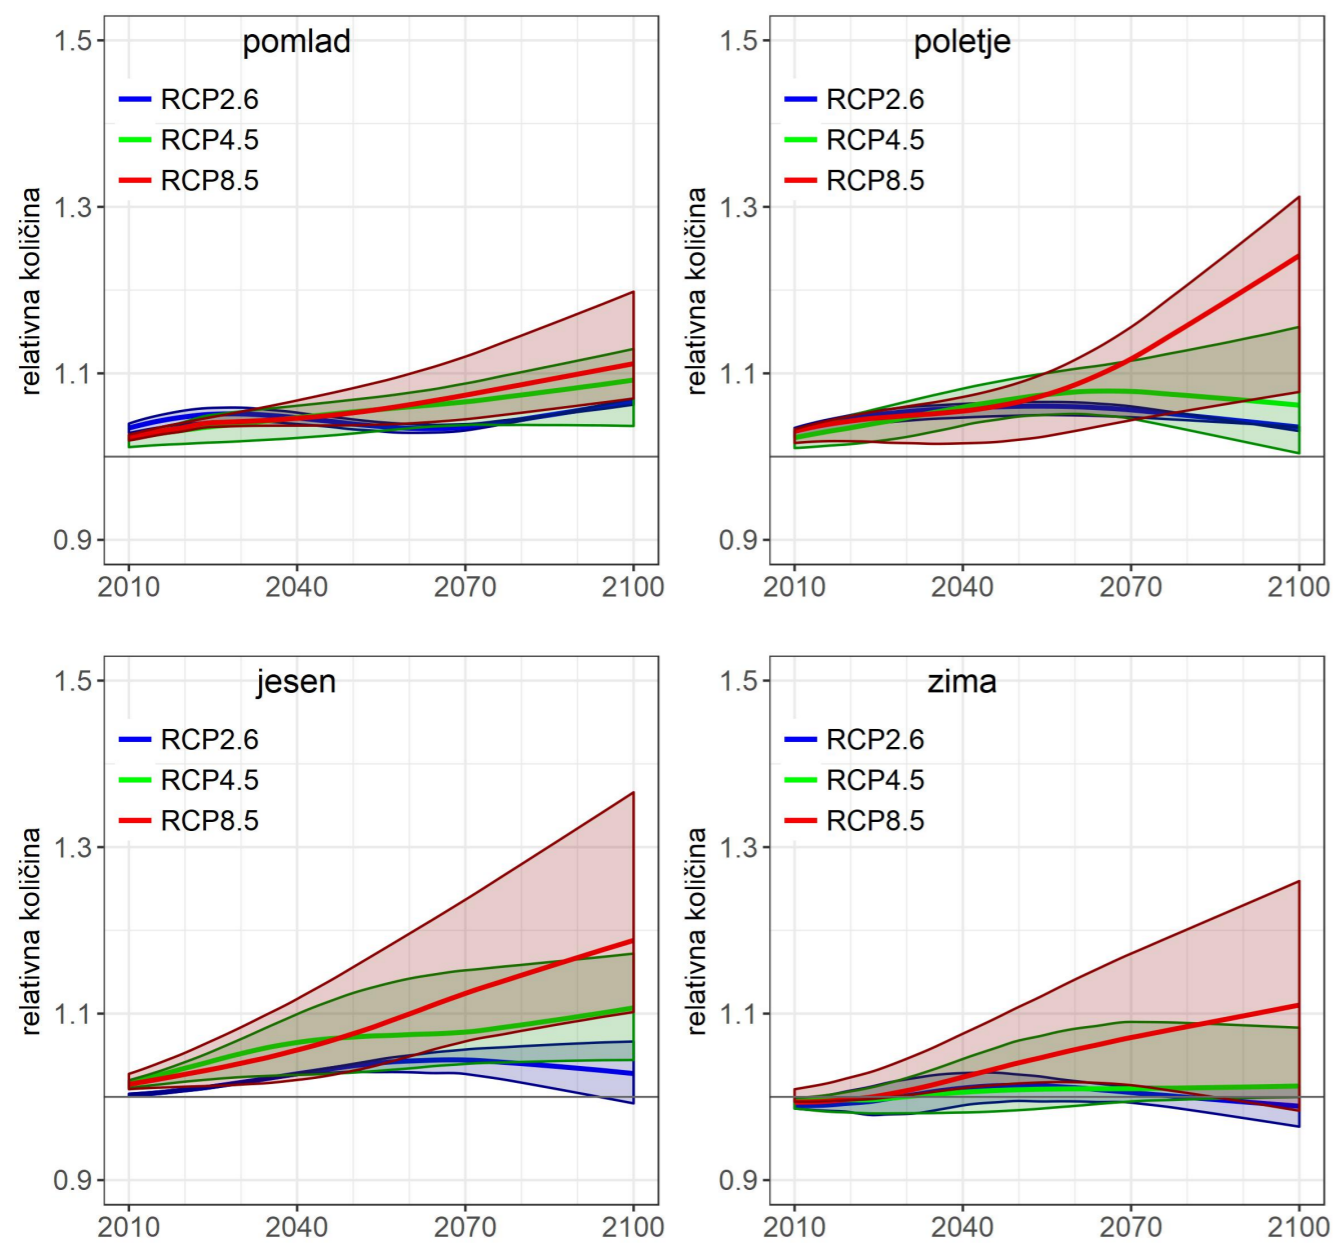 pomlad
RCP2.6
RCP4.5
RCP8.5
relativna količina
1.5
1.3
1.1
0.9
2010 2040 2070 2100
poletje
RCP2.6
RCP4.5
RCP8.5
relativna količina
1.5
1.3
1.1
0.9
2010 2040 2070 2100
jesen
RCP2.6
RCP4.5
RCP8.5
relativna količina
1.5
1.3
1.1
0.9
2010 2040 2070 2100
zima
RCP2.6
RCP4.5
RCP8.5
relativna količina
1.5
1.3
1.1
0.9
2010 2040 2070 2100